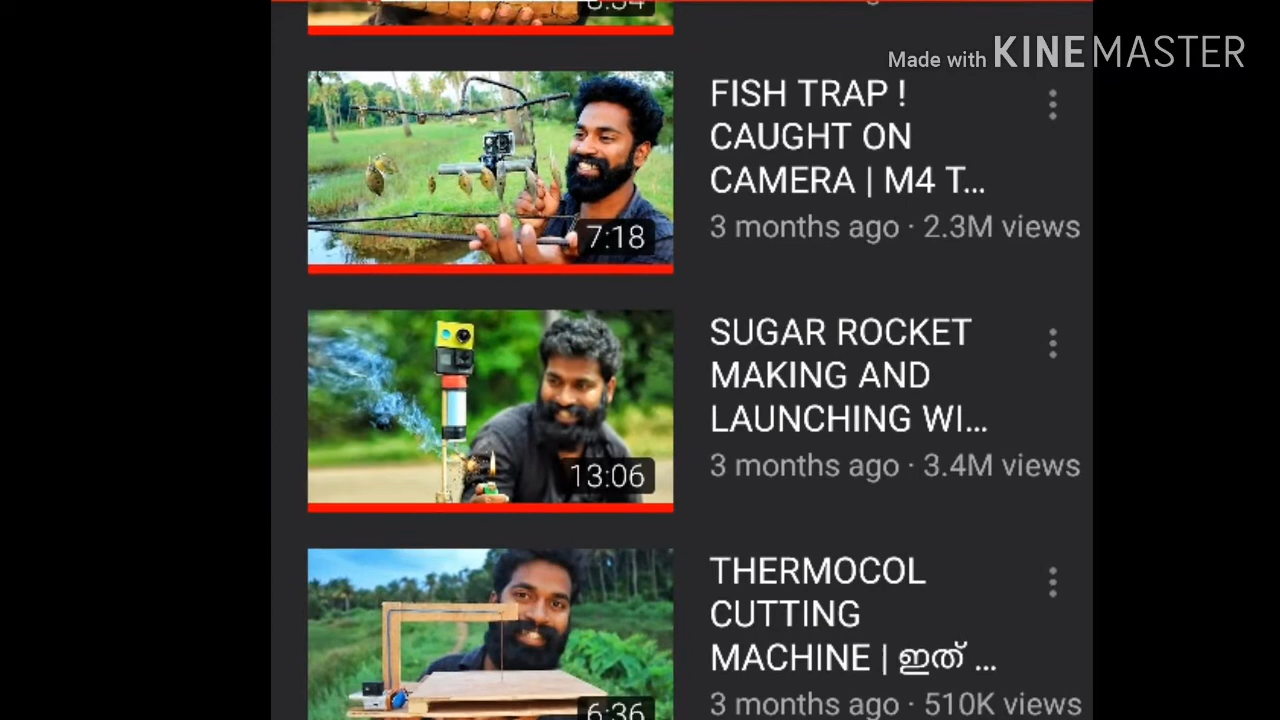 8:34
Made with KINEMASTER
FISH TRAP !
CAUGHT ON
CAMERA | M4 T...
3 months ago · 2.3M views
7:18
SUGAR ROCKET
MAKING AND
LAUNCHING WI...
3 months ago · 3.4M views
13:06
THERMOCOL
CUTTING
MACHINE | ഇത് ...
3 months ago · 510K views
6:36